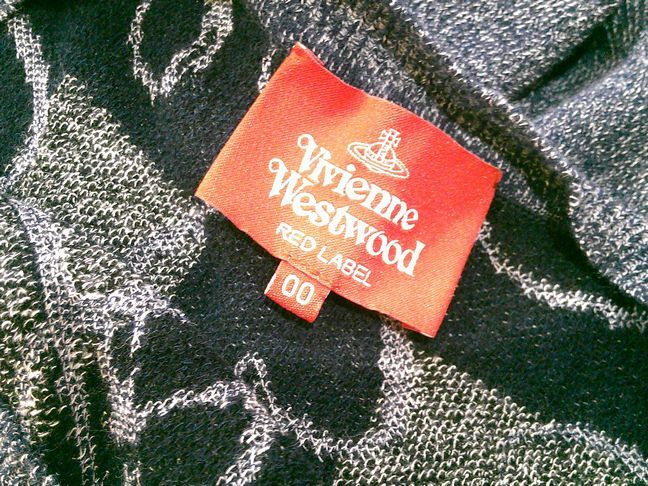 Vivienne
Westwood
RED LABEL
00